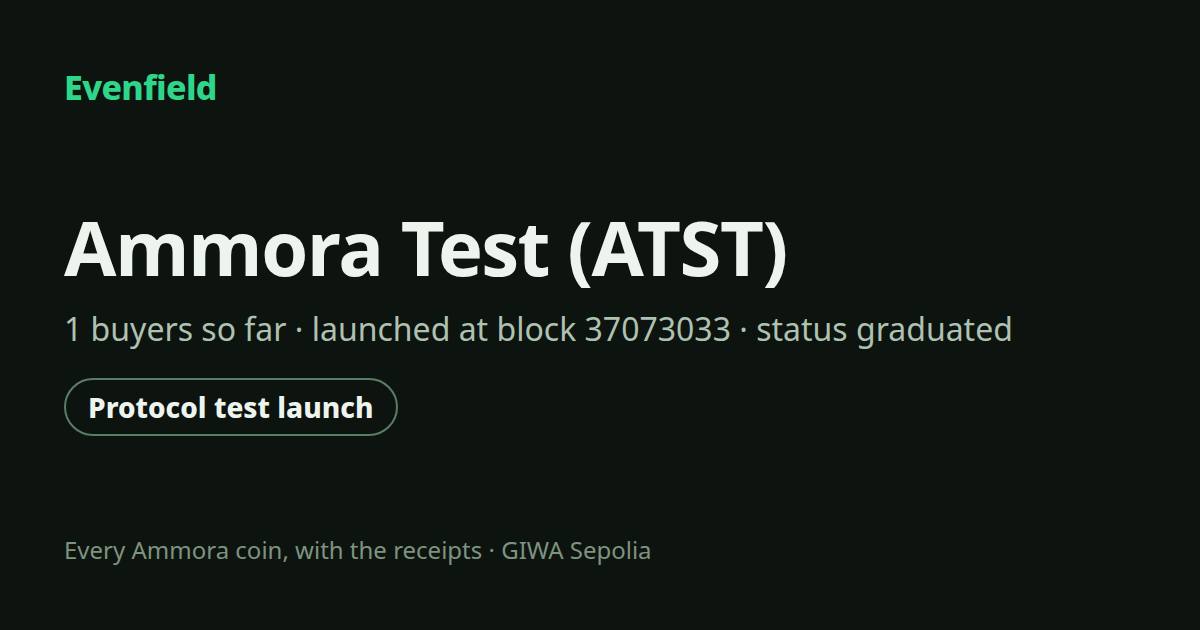 Evenfield
Ammora Test (ATST)
1 buyers so far · launched at block 37073033 · status graduated
Protocol test launch
Every Ammora coin, with the receipts · GIWA Sepolia